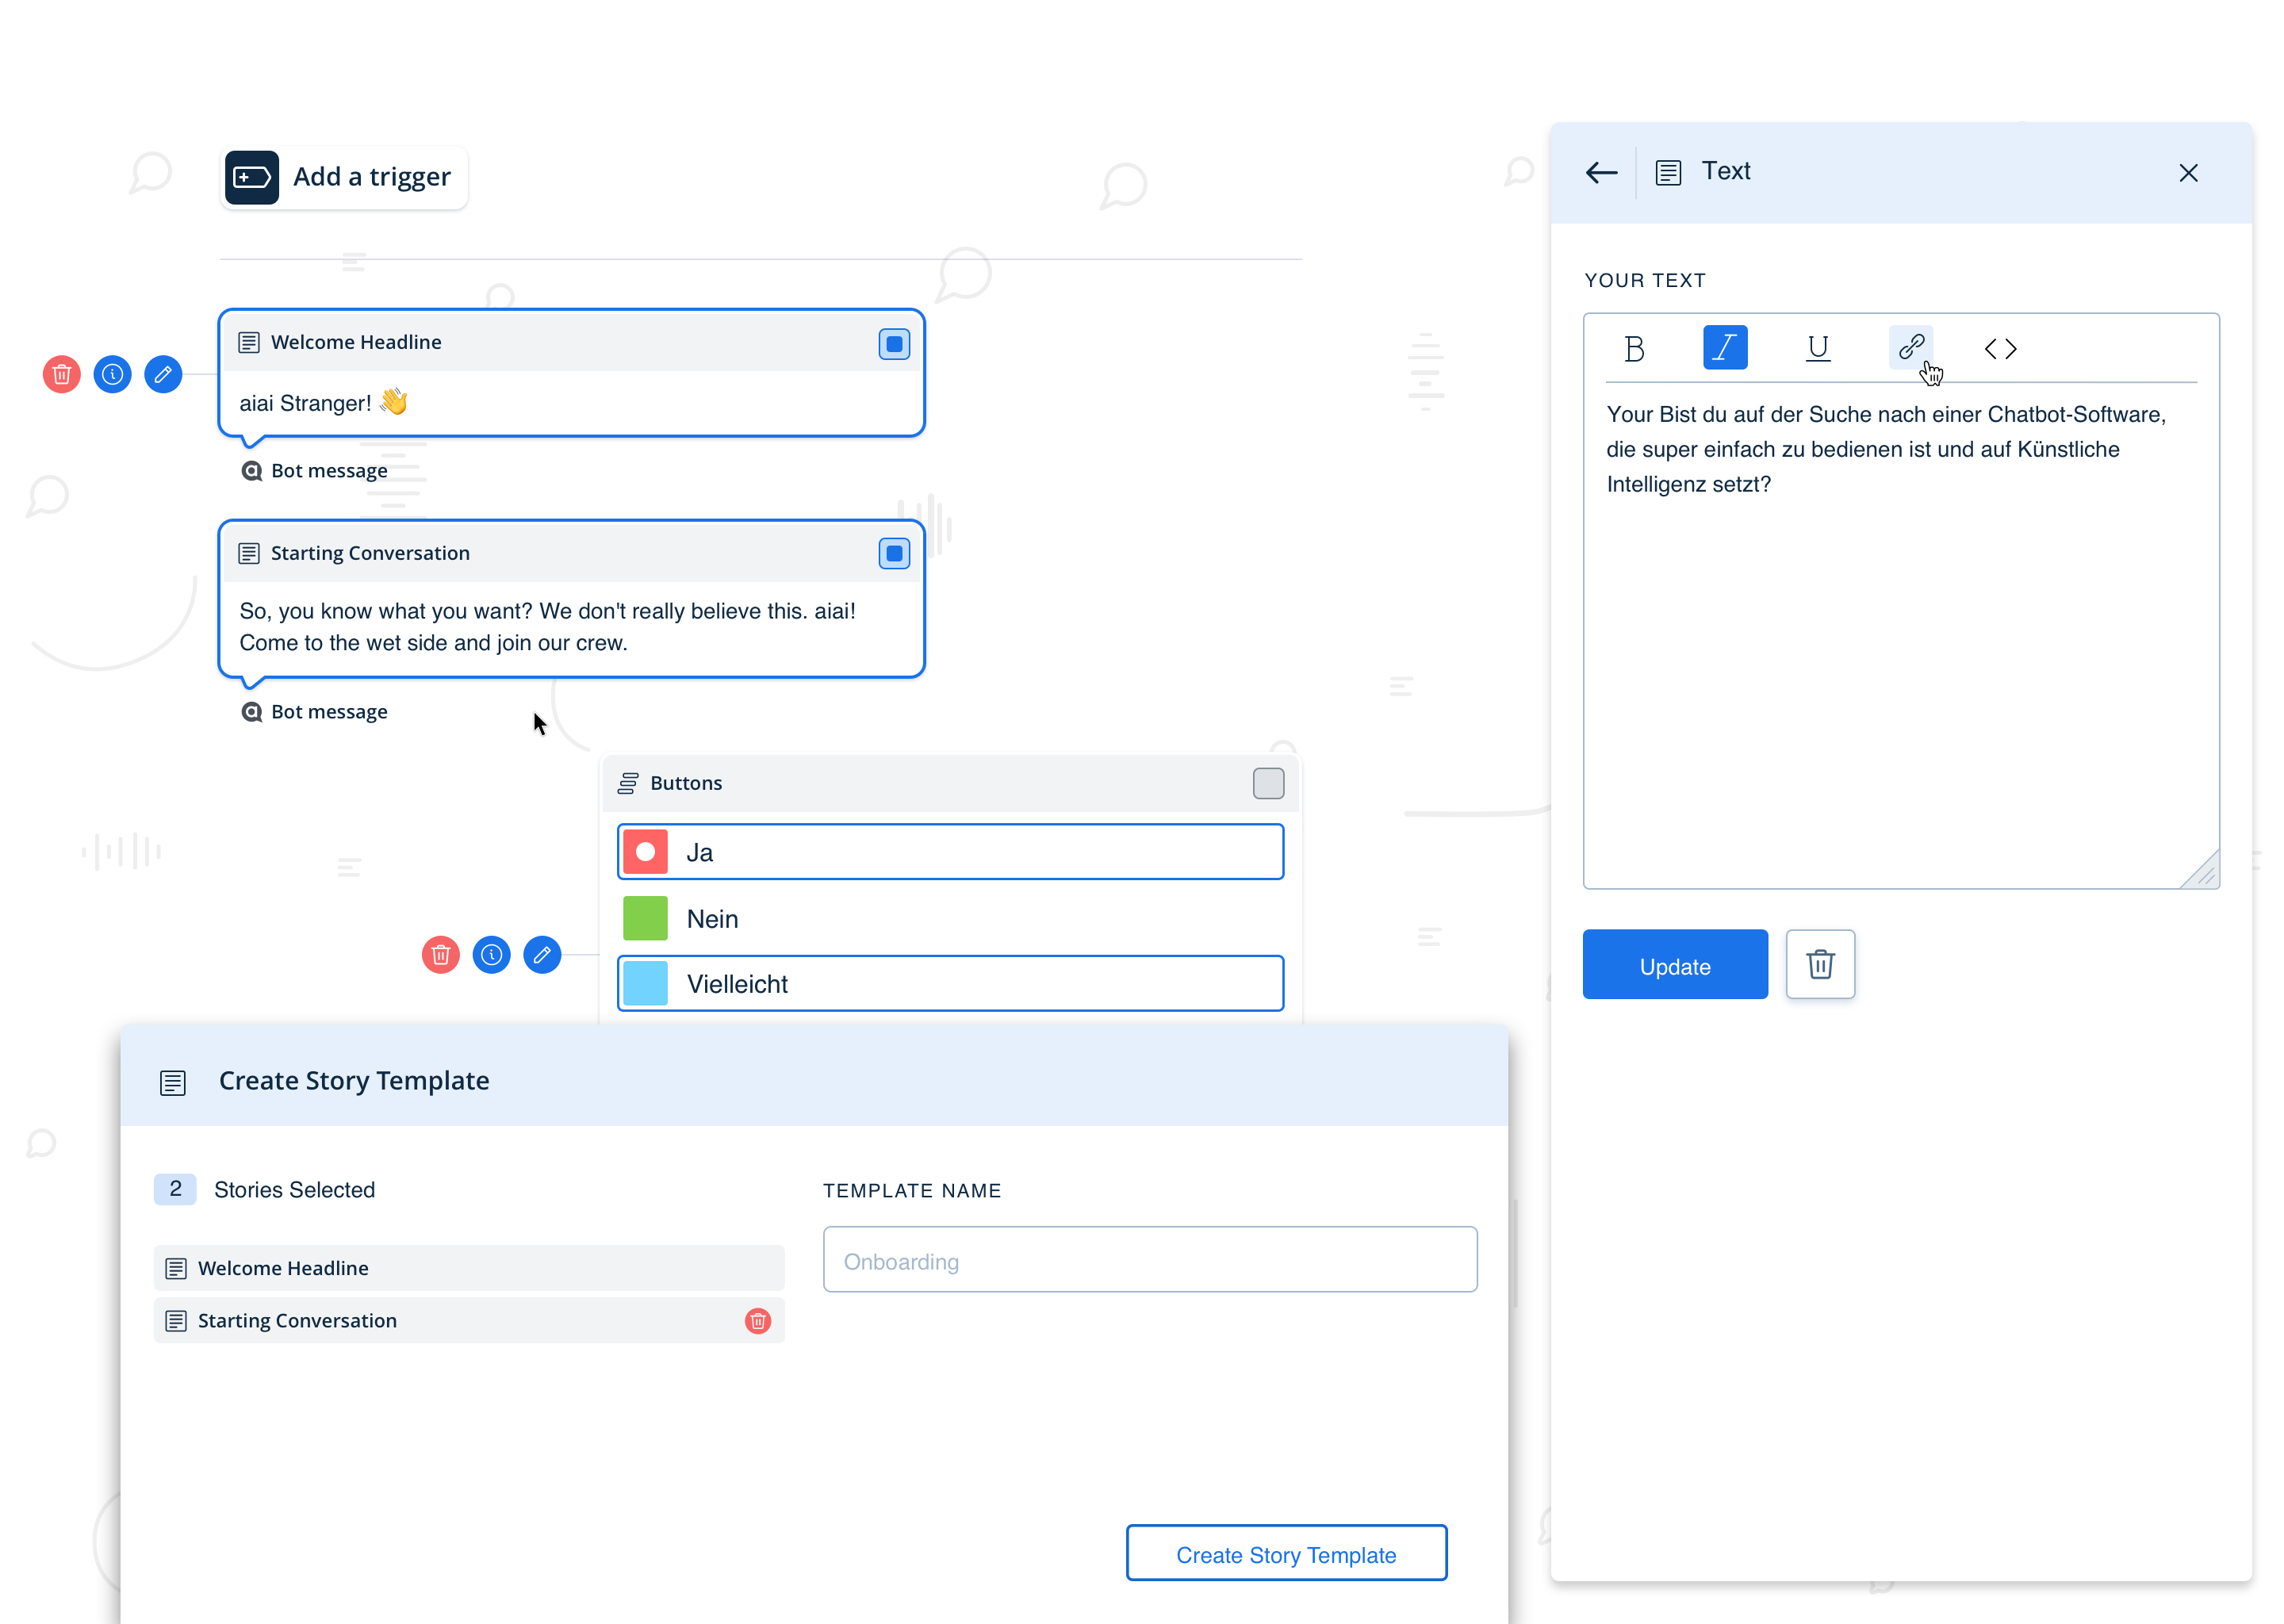 Add a trigger
Welcome Headline
aiai Stranger! 👋
Bot message
Starting Conversation
So, you know what you want? We don't really believe this. aiai!
Come to the wet side and join our crew.
Bot message
Buttons
Ja
Nein
Vielleicht
Create Story Template
2 Stories Selected
Welcome Headline
Starting Conversation
TEMPLATE NAME
Onboarding
Create Story Template
Text
YOUR TEXT
B I U
Your Bist du auf der Suche nach einer Chatbot-Software,
die super einfach zu bedienen ist und auf Künstliche
Intelligenz setzt?
Update